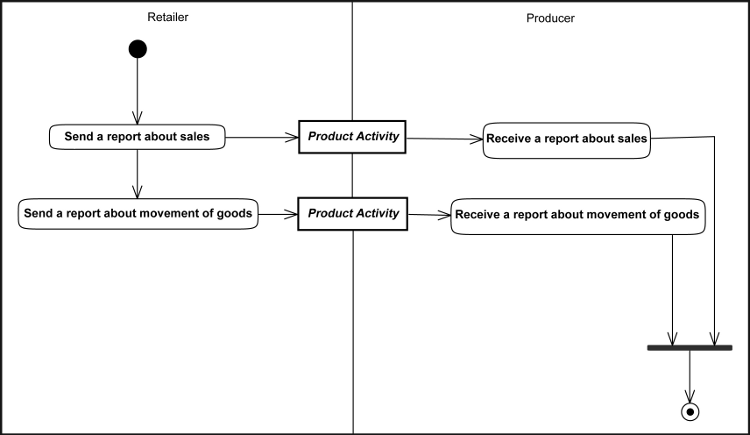 Retailer
Producer
Send a report about sales
Product Activity
Receive a report about sales
Send a report about movement of goods
Product Activity
Receive a report about movement of goods